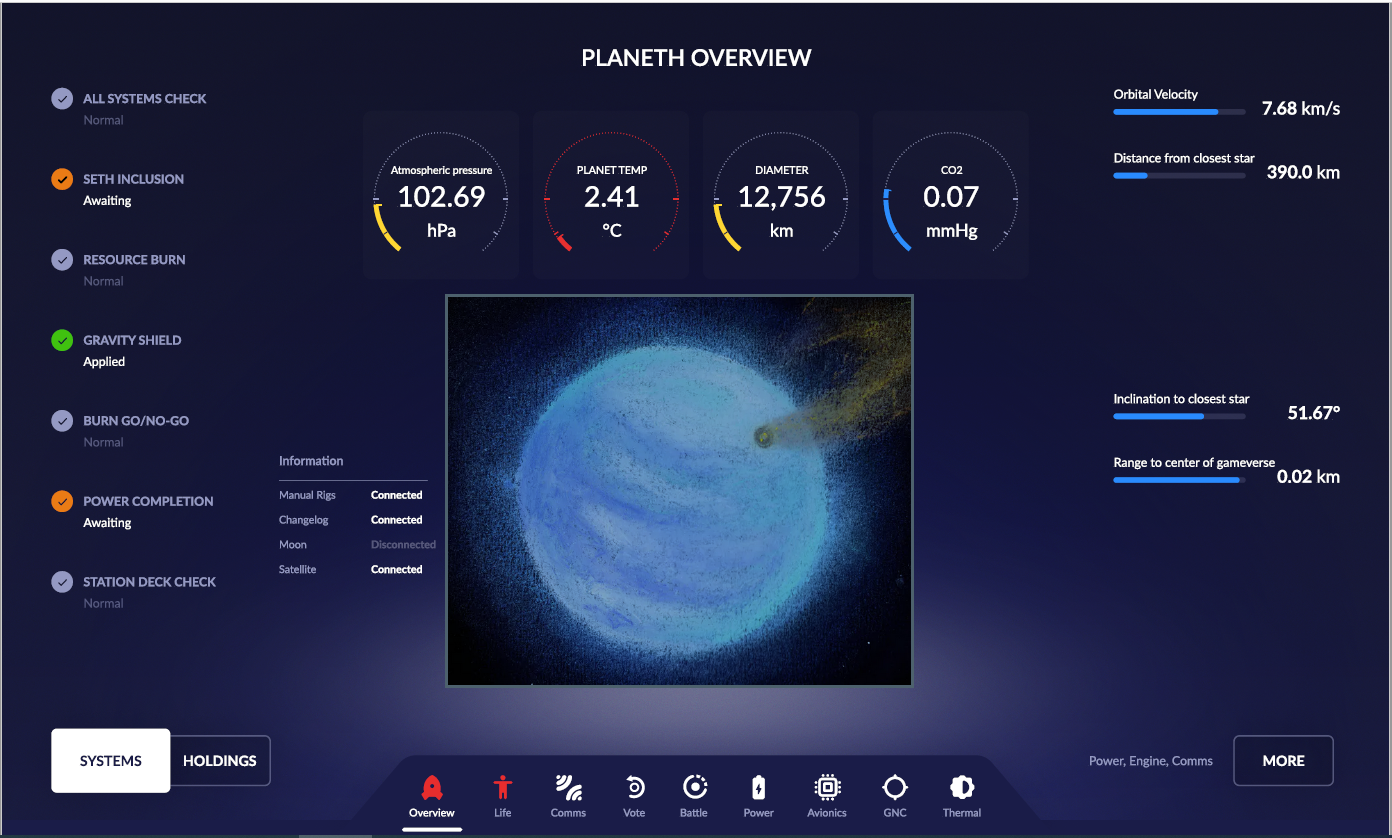 PLANETH OVERVIEW
ALL SYSTEMS CHECK
Normal
SETH INCLUSION
Awaiting
RESOURCE BURN
Normal
GRAVITY SHIELD
Applied
BURN GO/NO-GO
Normal
POWER COMPLETION
Awaiting
STATION DECK CHECK
Normal
Atmospheric pressure
102.69
hPa
PLANET TEMP
2.41
°C
DIAMETER
12,756
km
CO2
0.07
mmHg
Orbital Velocity
7.68 km/s
Distance from closest star
390.0 km
Inclination to closest star
51.67°
Range to center of gameverse
0.02 km
Information
Manual Rigs Connected
Changelog Connected
Moon Disconnected
Satellite Connected
SYSTEMS
HOLDINGS
Overview
Life
Comms
Vote
Battle
Power
Avionics
GNC
Thermal
Power, Engine, Comms
MORE